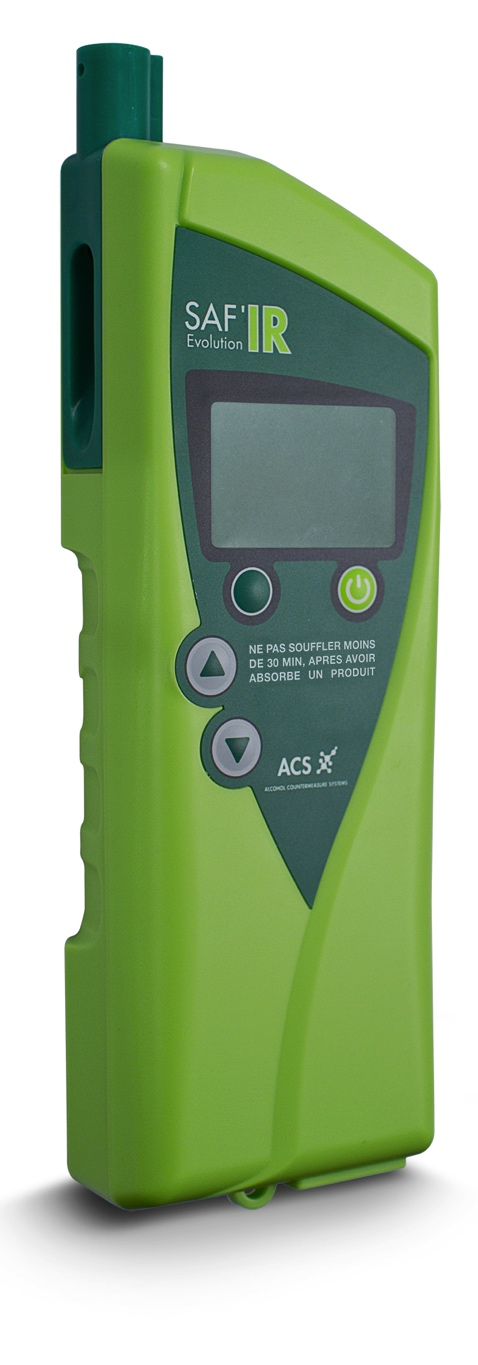 SAF'IR
Evolution
NE PAS SOUFFLER MOINS
DE 30 MIN, APRES AVOIR
ABSORBE UN PRODUIT
ACS
ALCOHOL COUNTERMEASURE SYSTEMS